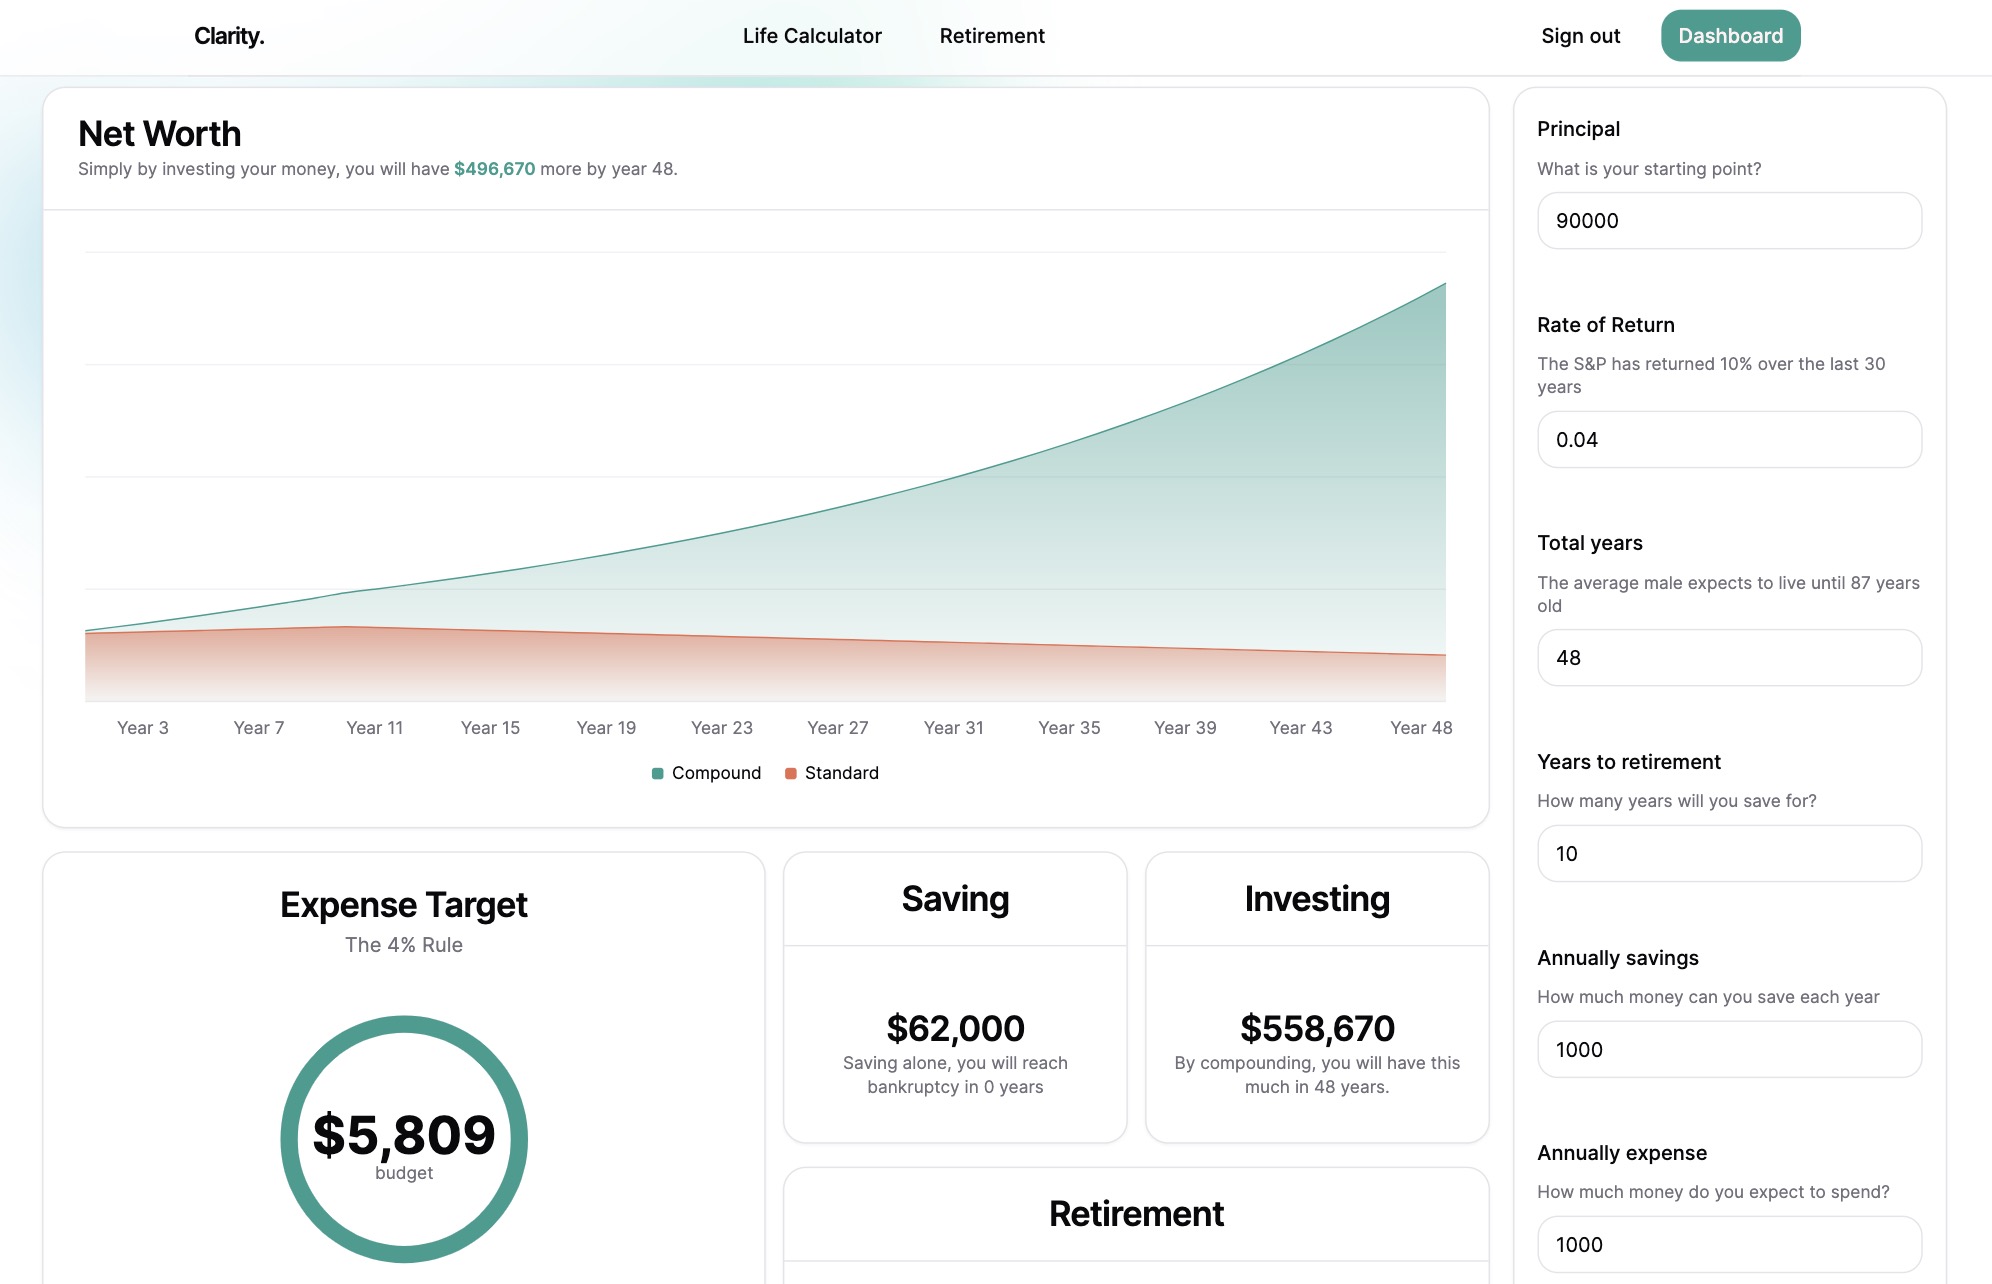 Clarity.
Life Calculator
Retirement
Sign out
Dashboard
Net Worth
Simply by investing your money, you will have $496,670 more by year 48.
Year 3
Year 7
Year 11
Year 15
Year 19
Year 23
Year 27
Year 31
Year 35
Year 39
Year 43
Year 48
Compound
Standard
Expense Target
The 4% Rule
$5,809
budget
Saving
$62,000
Saving alone, you will reach
bankruptcy in 0 years
Investing
$558,670
By compounding, you will have this
much in 48 years.
Retirement
Principal
What is your starting point?
90000
Rate of Return
The S&P has returned 10% over the last 30
years
0.04
Total years
The average male expects to live until 87 years
old
48
Years to retirement
How many years will you save for?
10
Annually savings
How much money can you save each year
1000
Annually expense
How much money do you expect to spend?
1000